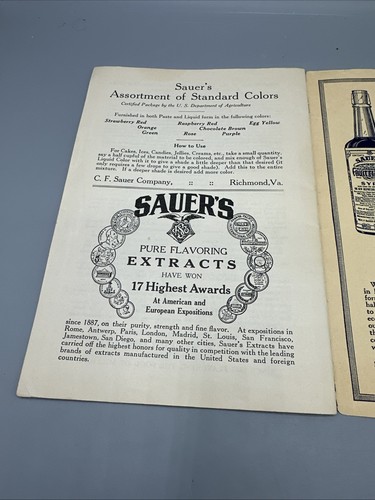 Sauer's
Assortment of Standard Colors
Certified Package by the U. S. Department of Agriculture
Furnished in both Paste and Liquid form in the following colors:
Strawberry Red Raspberry Red Egg Yellow
Orange Chocolate Brown
Green Rose Purple
How to Use
For Cakes, Ices, Candies, Jellies, Creams, etc., take a small quantity,
say a half cupful of the material to be colored, and mix enough of Sauer's
Liquid Color with it to give a shade a little deeper than that desired (it
only requires a few drops to give a good shade). Add this to the entire
mixture. If a deeper shade is desired add more color.
C. F. Sauer Company, :: :: Richmond, Va.
SAUER'S
PURE FLAVORING
EXTRACTS
HAVE WON
17 Highest Awards
At American and
European Expositions
since 1887, on their purity, strength and fine flavor. At expositions in
Rome, Antwerp, Paris, London, Madrid, St. Louis, San Francisco,
Jamestown, San Diego, and many other cities, Sauer's Extracts have
carried off the highest honors for quality in competition with the leading
brands of extracts manufactured in the United States and foreign
countries.